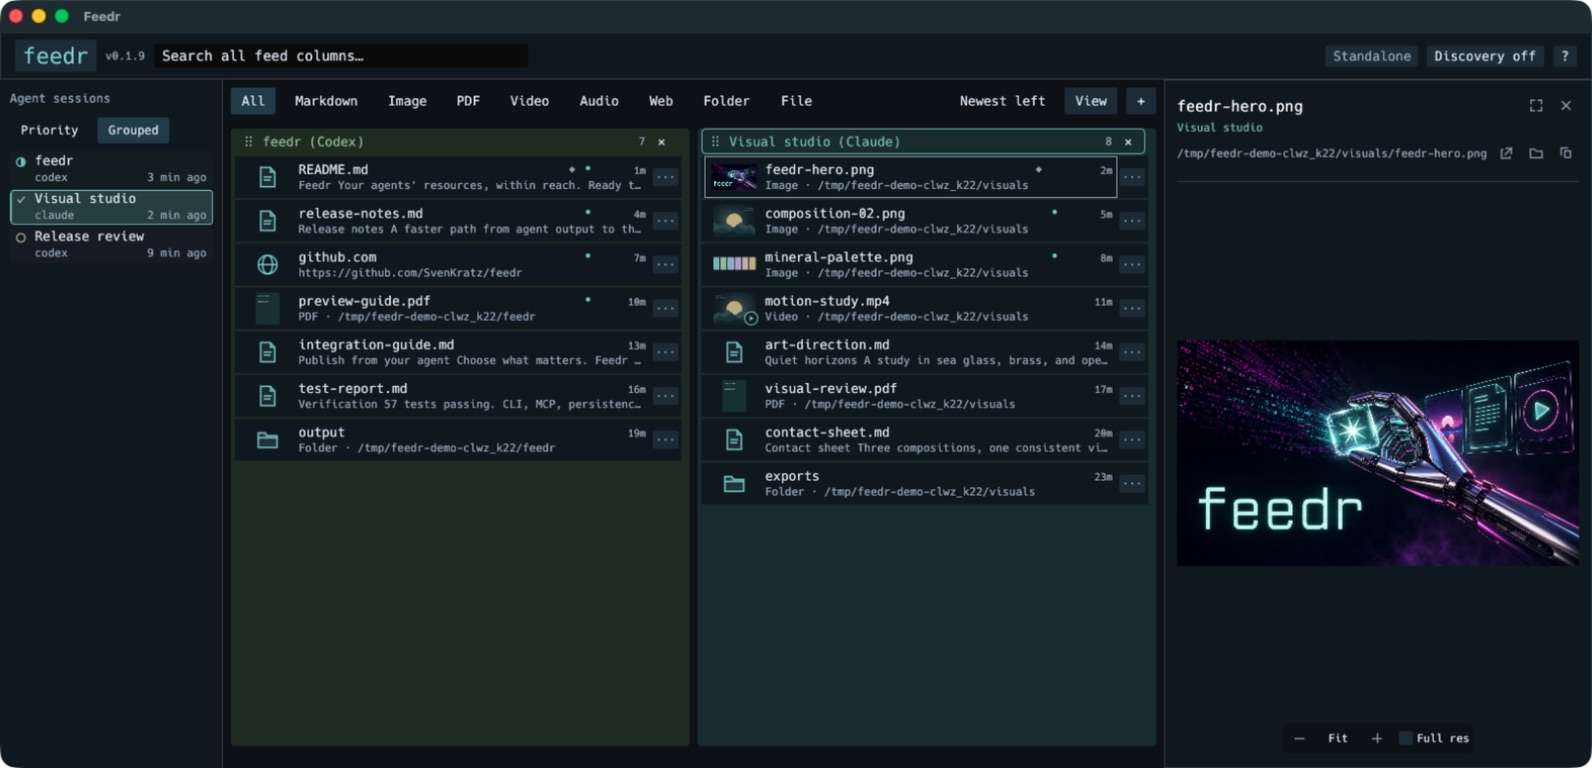 Feedr
feedr v0.1.9 Search all feed columns… Standalone Discovery off ?
Agent sessions
Priority Grouped
feedr
codex 3 min ago
Visual studio
claude 2 min ago
Release review
codex 9 min ago
All Markdown Image PDF Video Audio Web Folder File Newest left View +
feedr (Codex) 7 ×
README.md 1m ...
Feedr Your agents' resources, within reach. Ready t…
release-notes.md 4m ...
Release notes A faster path from agent output to th…
github.com 7m ...
https://github.com/SvenKratz/feedr
preview-guide.pdf 10m ...
PDF · /tmp/feedr-demo-clwz_k22/feedr
integration-guide.md 13m ...
Publish from your agent Choose what matters. Feedr …
test-report.md 16m ...
Verification 57 tests passing. CLI, MCP, persistenc…
output 19m ...
Folder · /tmp/feedr-demo-clwz_k22/feedr
Visual studio (Claude) 8 ×
feedr-hero.png 2m ...
Image · /tmp/feedr-demo-clwz_k22/visuals
composition-02.png 5m ...
Image · /tmp/feedr-demo-clwz_k22/visuals
mineral-palette.png 8m ...
Image · /tmp/feedr-demo-clwz_k22/visuals
motion-study.mp4 11m ...
Video · /tmp/feedr-demo-clwz_k22/visuals
art-direction.md 14m ...
Quiet horizons A study in sea glass, brass, and ope…
visual-review.pdf 17m ...
PDF · /tmp/feedr-demo-clwz_k22/visuals
contact-sheet.md 20m ...
Contact sheet Three compositions, one consistent vi…
exports 23m ...
Folder · /tmp/feedr-demo-clwz_k22/visuals
feedr-hero.png
Visual studio
/tmp/feedr-demo-clwz_k22/visuals/feedr-hero.png
feedr
− Fit + Full res